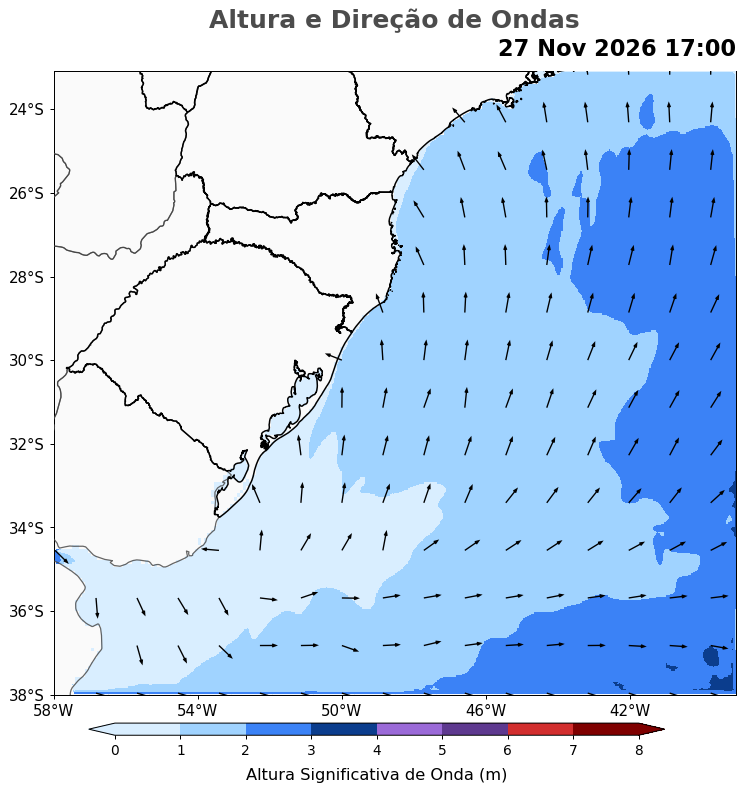 Altura e Direção de Ondas
27 Nov 2026 17:00
24°S
26°S
28°S
30°S
32°S
34°S
36°S
38°S
58°W 54°W 50°W 46°W 42°W
0 1 2 3 4 5 6 7 8
Altura Significativa de Onda (m)